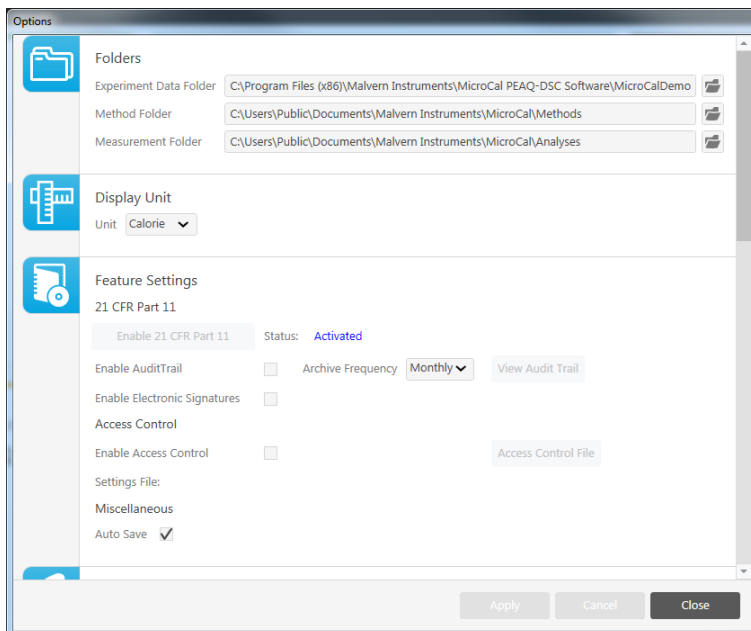 Options
Folders
Experiment Data Folder C:\Program Files (x86)\Malvern Instruments\MicroCal PEAQ-DSC Software\MicroCalDemo
Method Folder C:\Users\Public\Documents\Malvern Instruments\MicroCal\Methods
Measurement Folder C:\Users\Public\Documents\Malvern Instruments\MicroCal\Analyses
Display Unit
Unit Calorie
Feature Settings
21 CFR Part 11
Enable 21 CFR Part 11 Status: Activated
Enable AuditTrail Archive Frequency Monthly View Audit Trail
Enable Electronic Signatures
Access Control
Enable Access Control Access Control File
Settings File:
Miscellaneous
Auto Save
Apply Cancel Close